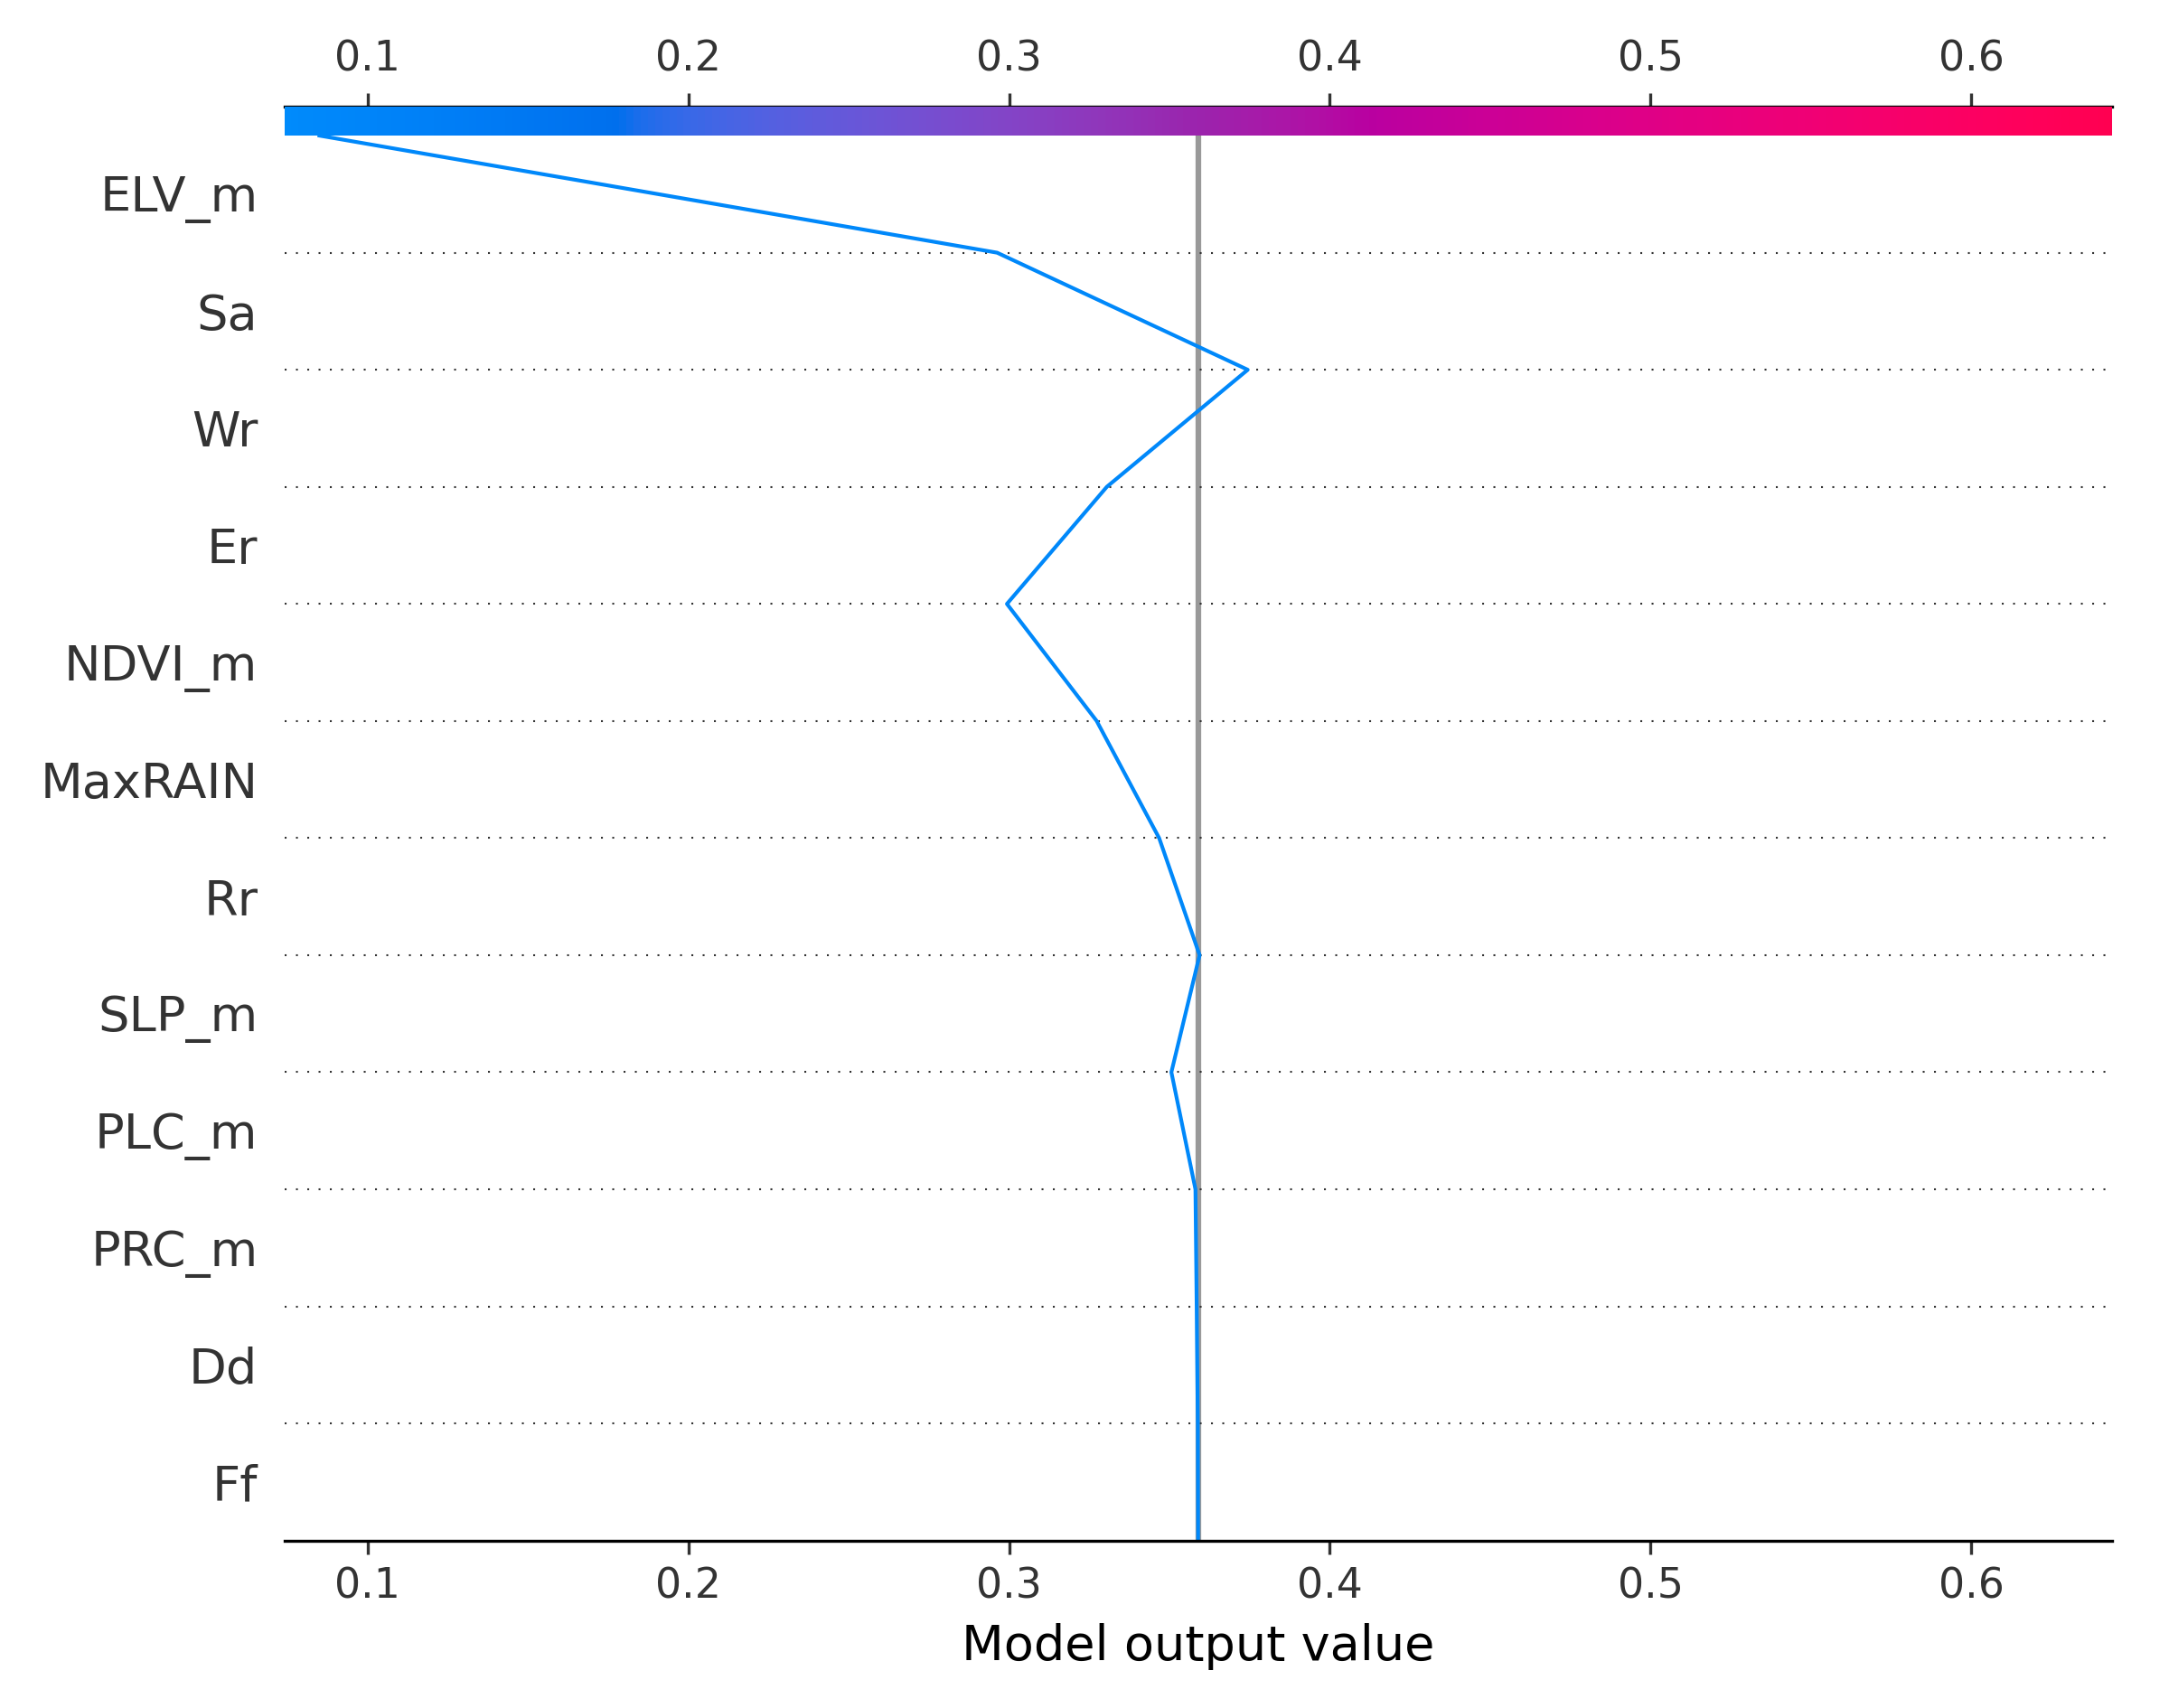 0.1 0.2 0.3 0.4 0.5 0.6
ELV_m
Sa
Wr
Er
NDVI_m
MaxRAIN
Rr
SLP_m
PLC_m
PRC_m
Dd
Ff
0.1 0.2 0.3 0.4 0.5 0.6
Model output value